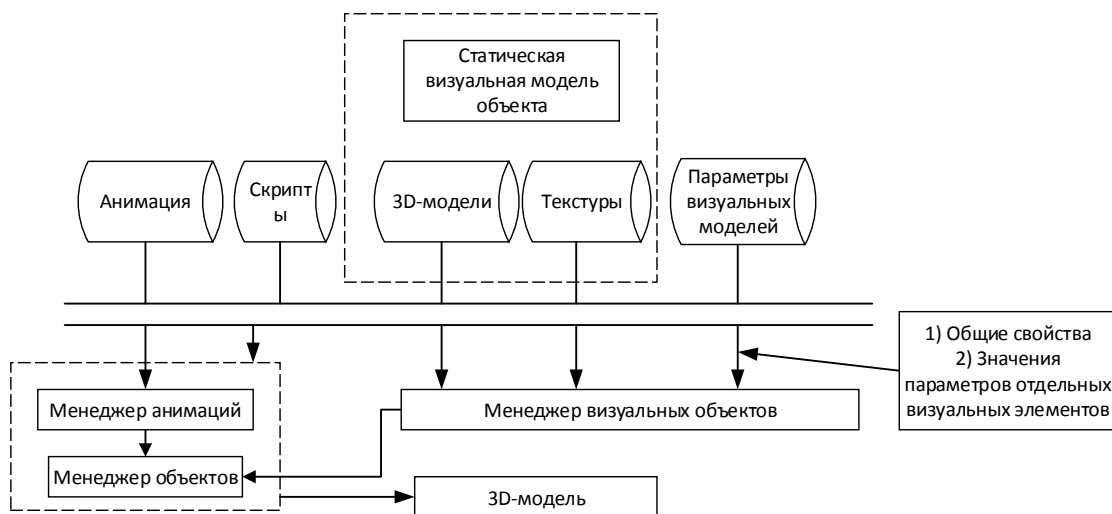 Статическая
визуальная модель
объекта
Анимация
Скрипт
ы
3D-модели
Текстуры
Параметры
визуальных
моделей
1) Общие свойства
2) Значения
параметров отдельных
визуальных элементов
Менеджер анимаций
Менеджер визуальных объектов
Менеджер объектов
3D-модель